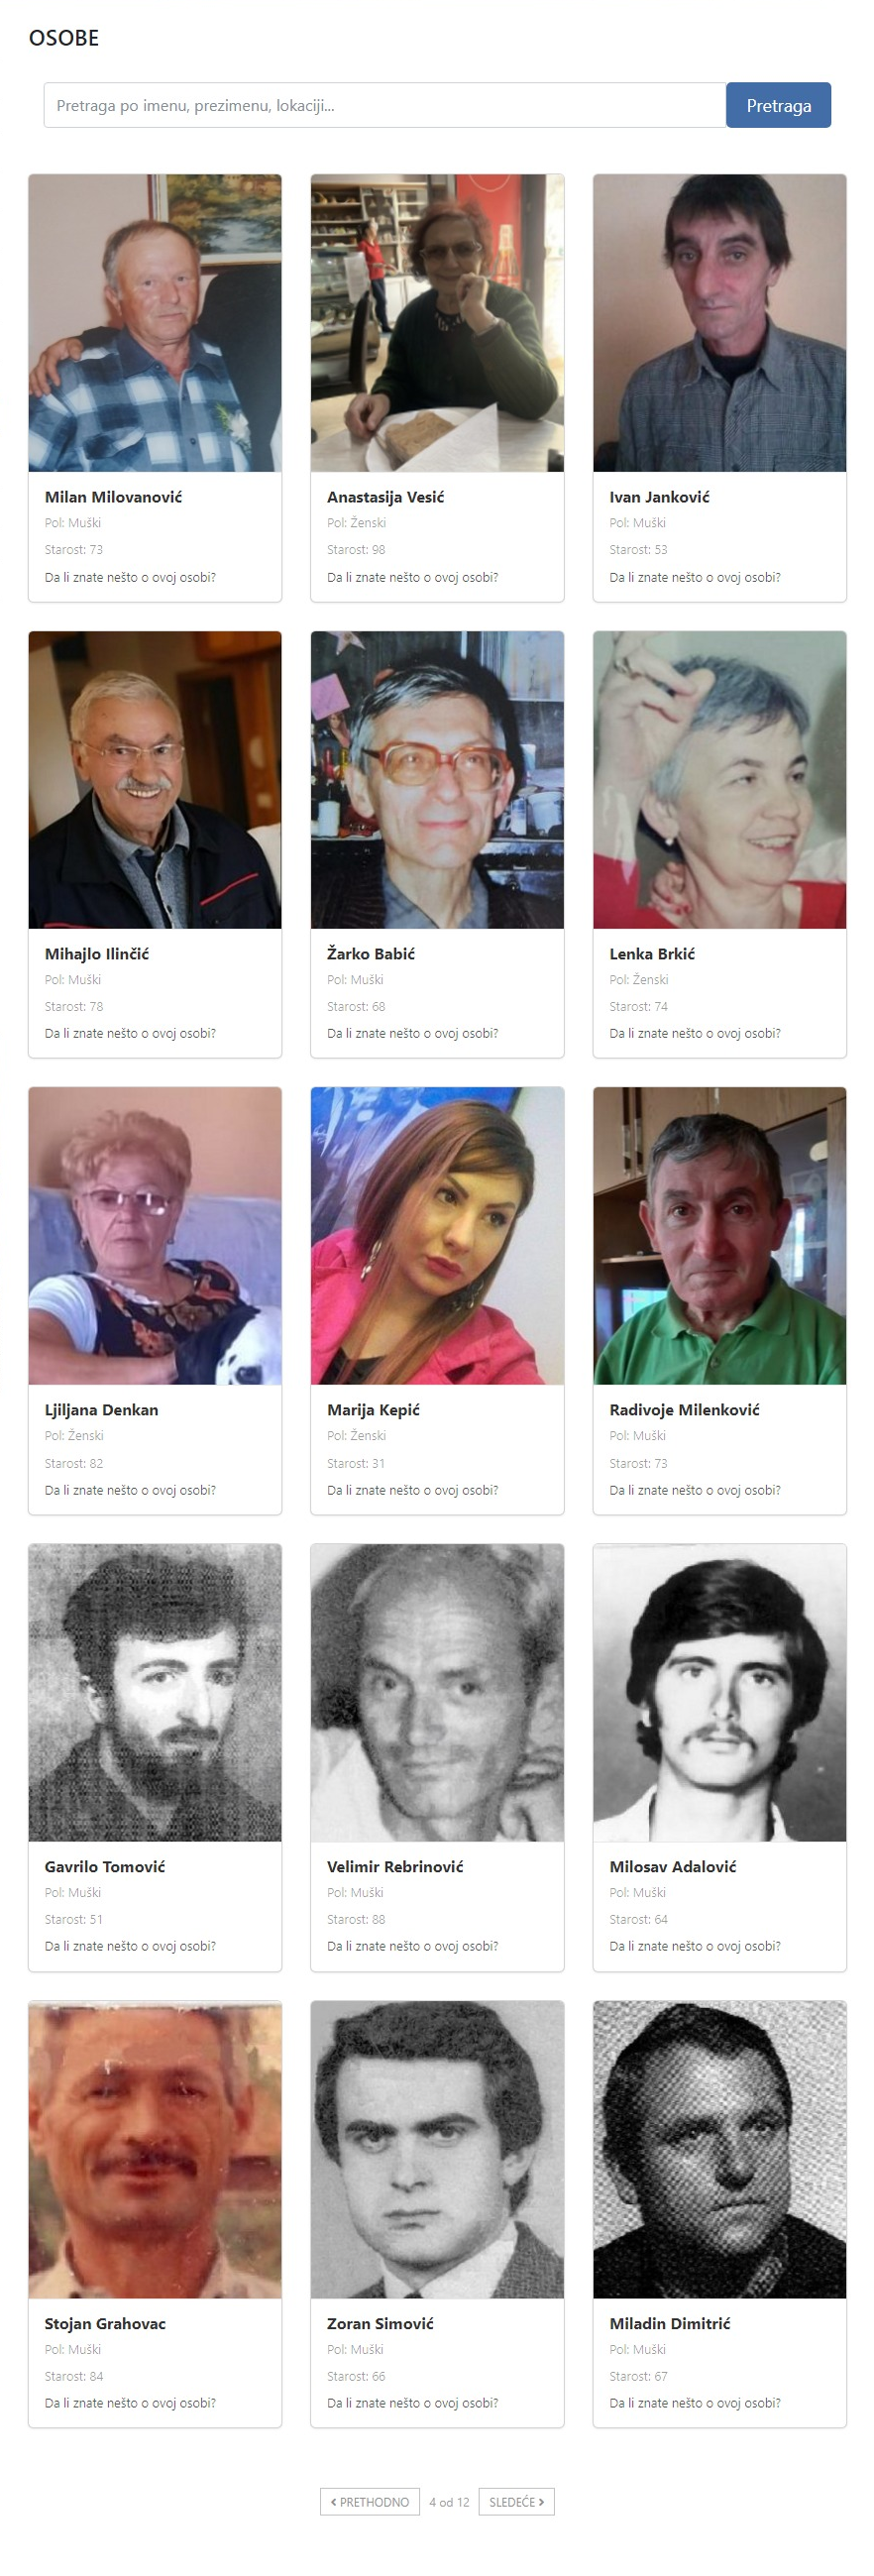 OSOBE
Pretraga po imenu, prezimenu, lokaciji...
Pretraga
Milan Milovanović
Pol: Muški
Starost: 73
Da li znate nešto o ovoj osobi?
Anastasija Vesić
Pol: Ženski
Starost: 98
Da li znate nešto o ovoj osobi?
Ivan Janković
Pol: Muški
Starost: 53
Da li znate nešto o ovoj osobi?
Mihajlo Ilinčić
Pol: Muški
Starost: 78
Da li znate nešto o ovoj osobi?
Žarko Babić
Pol: Muški
Starost: 68
Da li znate nešto o ovoj osobi?
Lenka Brkić
Pol: Ženski
Starost: 74
Da li znate nešto o ovoj osobi?
Ljiljana Denkan
Pol: Ženski
Starost: 82
Da li znate nešto o ovoj osobi?
Marija Kepić
Pol: Ženski
Starost: 31
Da li znate nešto o ovoj osobi?
Radivoje Milenković
Pol: Muški
Starost: 73
Da li znate nešto o ovoj osobi?
Gavrilo Tomović
Pol: Muški
Starost: 51
Da li znate nešto o ovoj osobi?
Velimir Rebrinović
Pol: Muški
Starost: 88
Da li znate nešto o ovoj osobi?
Milosav Adalović
Pol: Muški
Starost: 64
Da li znate nešto o ovoj osobi?
Stojan Grahovac
Pol: Muški
Starost: 84
Da li znate nešto o ovoj osobi?
Zoran Simović
Pol: Muški
Starost: 66
Da li znate nešto o ovoj osobi?
Miladin Dimitrić
Pol: Muški
Starost: 67
Da li znate nešto o ovoj osobi?
PRETHODNO 4 od 12 SLEDEĆE